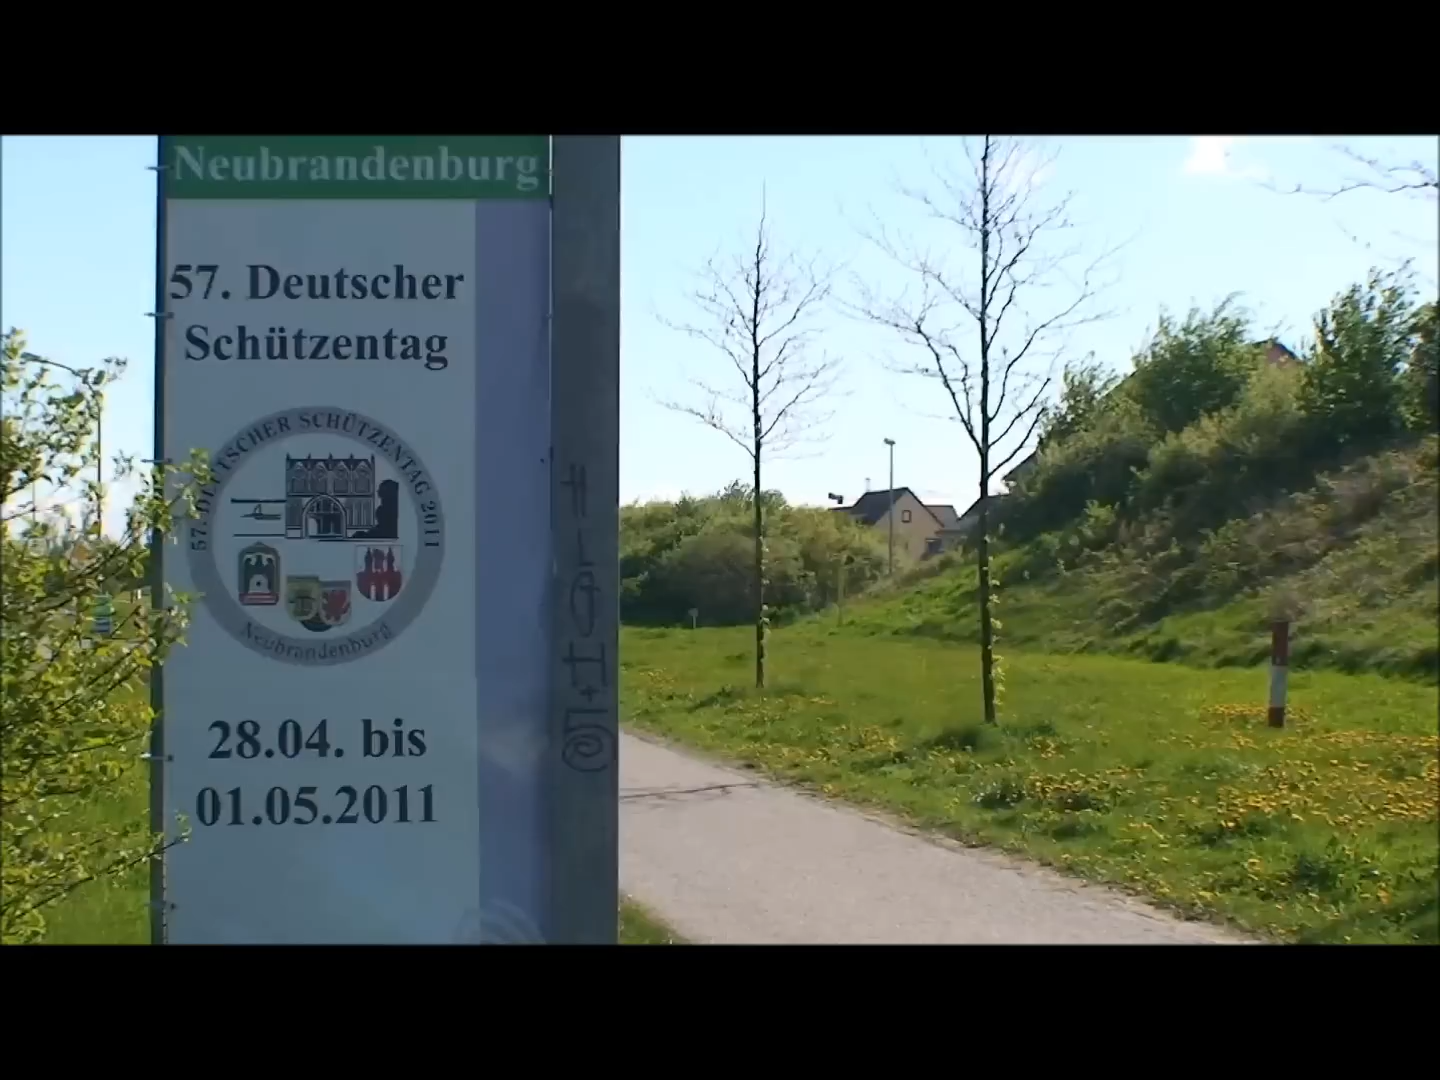 Neubrandenburg
57. Deutscher
Schützentag
57. DEUTSCHER SCHÜTZENTAG 2011
Neubrandenburg
28.04. bis
01.05.2011